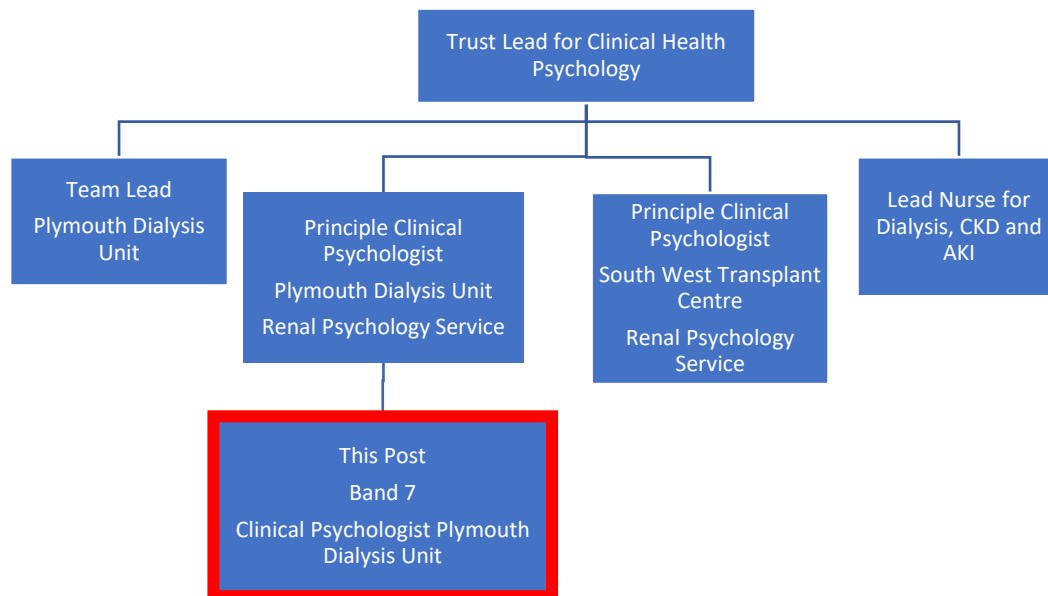 Trust Lead for Clinical Health
Psychology
Team Lead
Plymouth Dialysis
Unit
Principle Clinical
Psychologist
Plymouth Dialysis Unit
Renal Psychology Service
Principle Clinical
Psychologist
South West Transplant
Centre
Renal Psychology
Service
Lead Nurse for
Dialysis, CKD and
AKI
This Post
Band 7
Clinical Psychologist Plymouth
Dialysis Unit